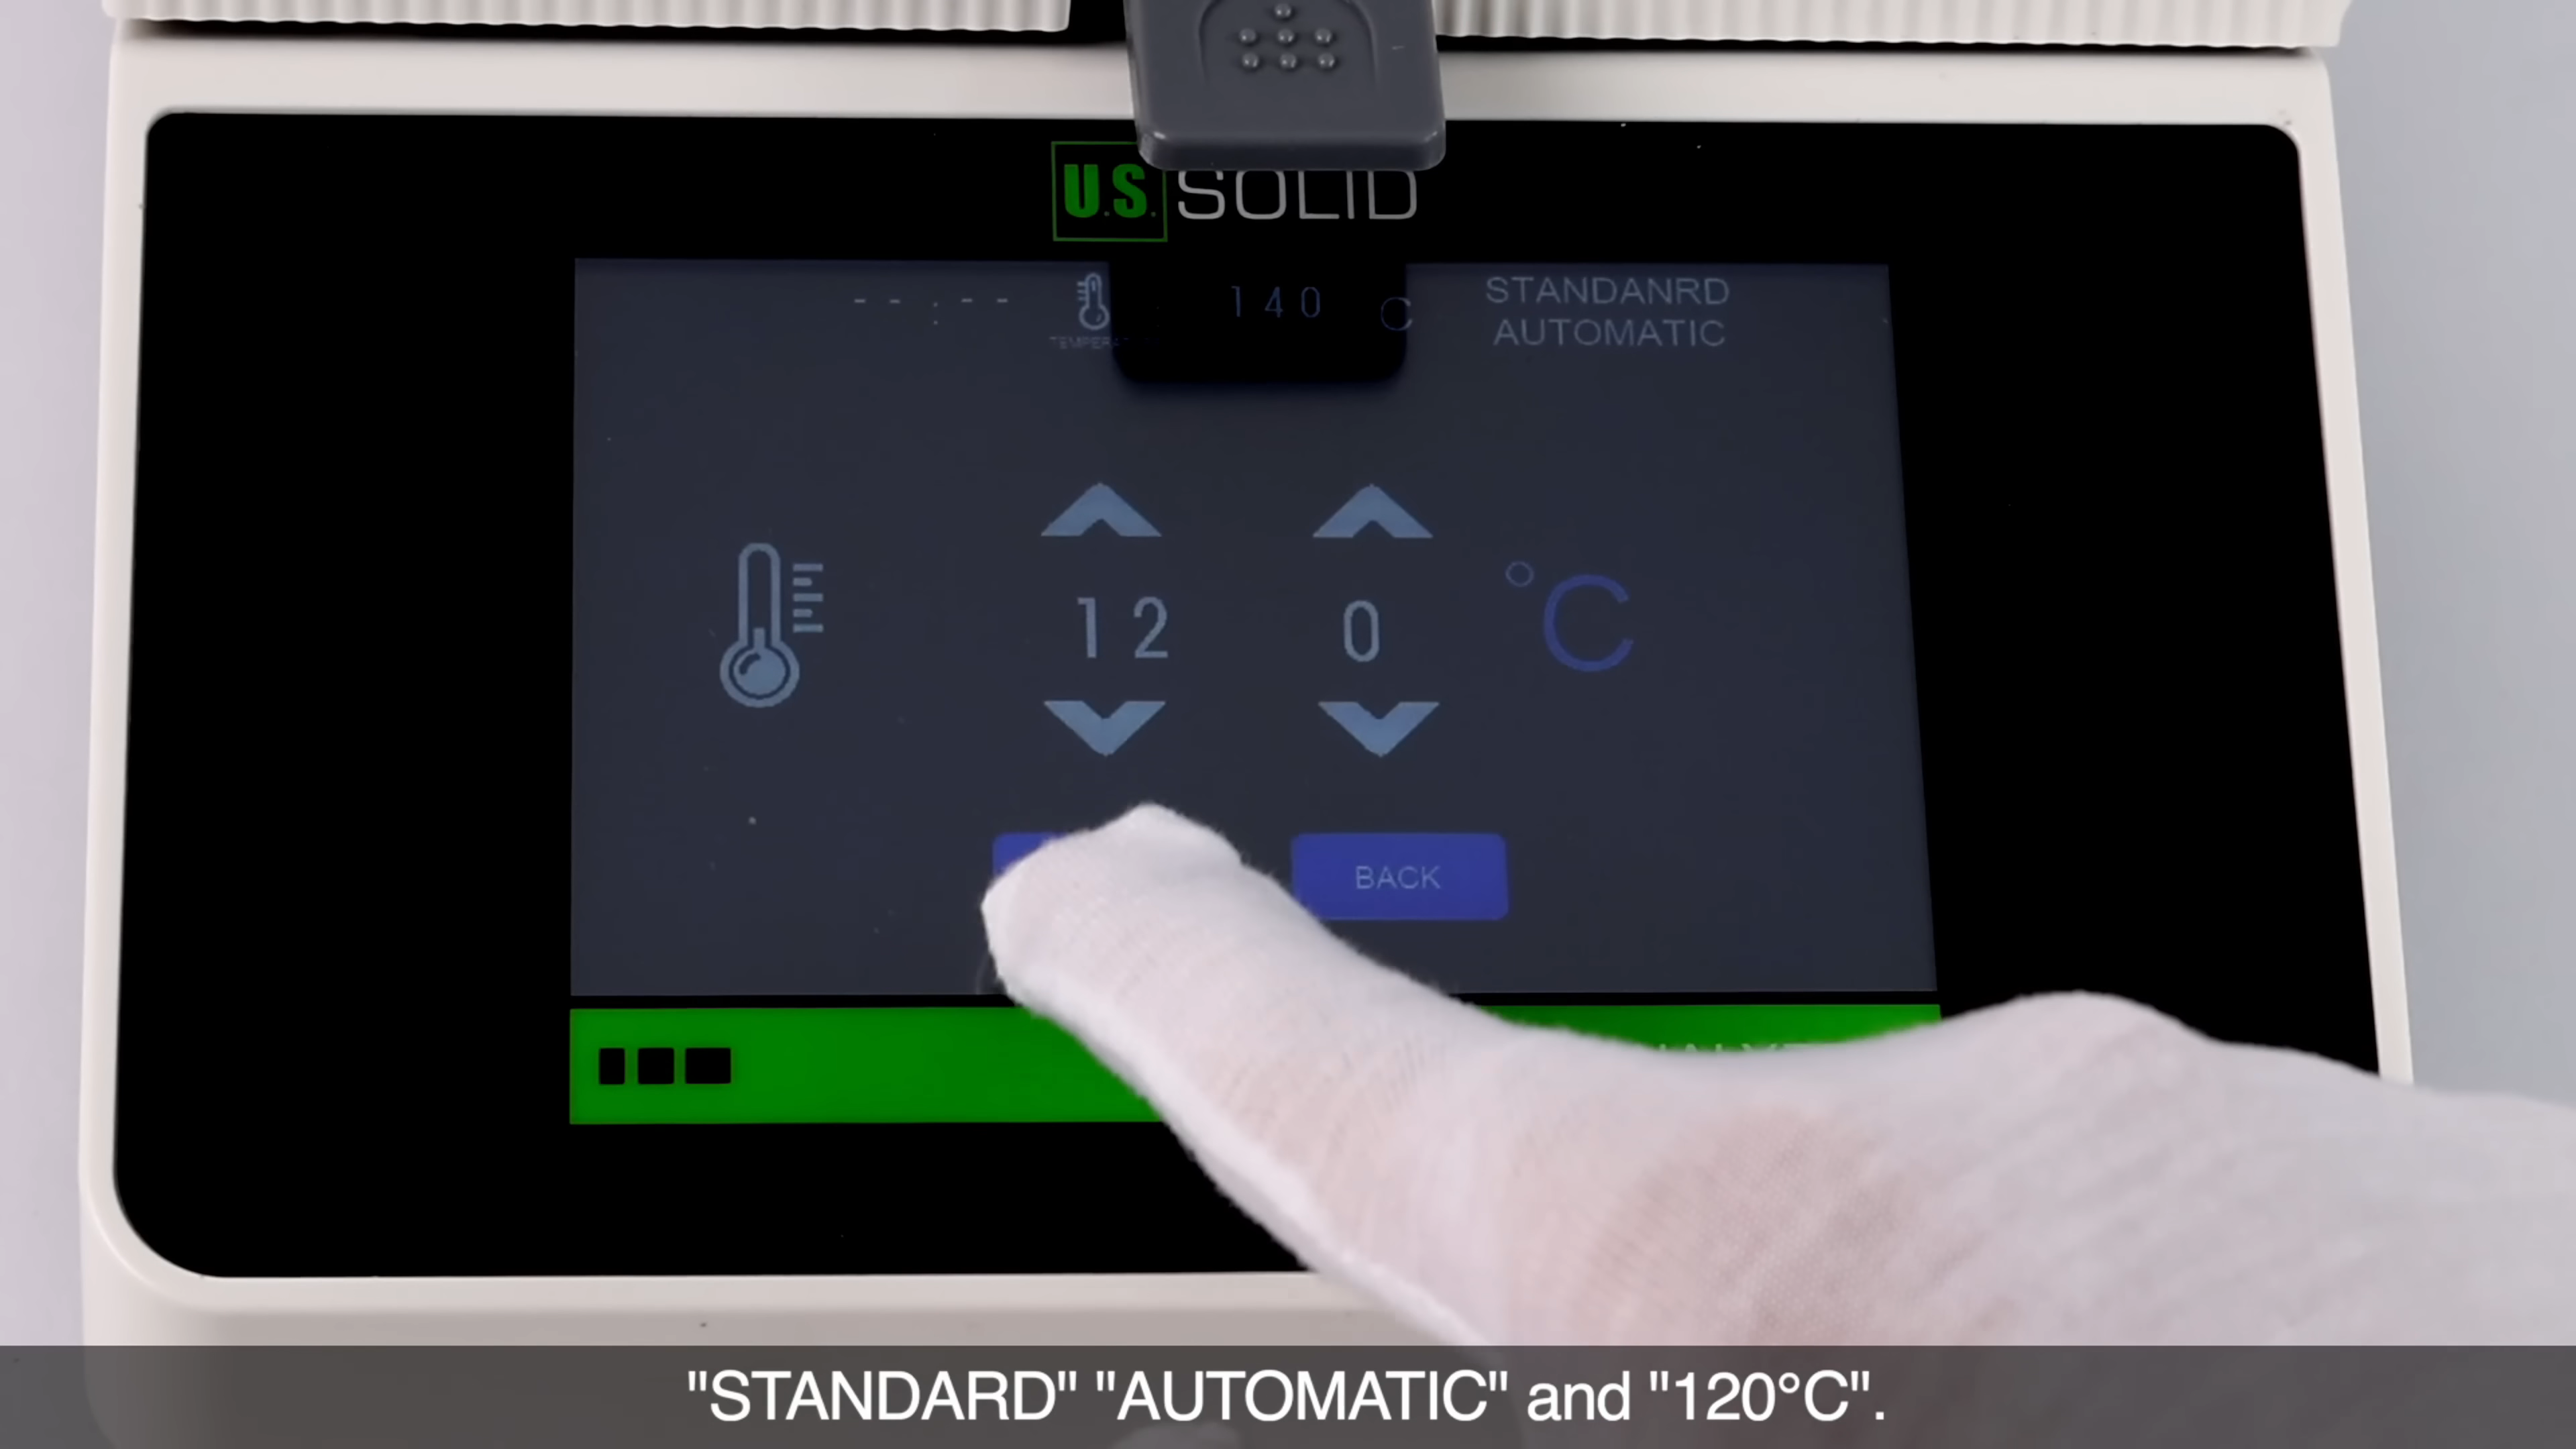 U.S. SOLID
--:-- 140 C STANDANRD
AUTOMATIC
12 0 °C
BACK
"STANDARD" "AUTOMATIC" and "120°C".